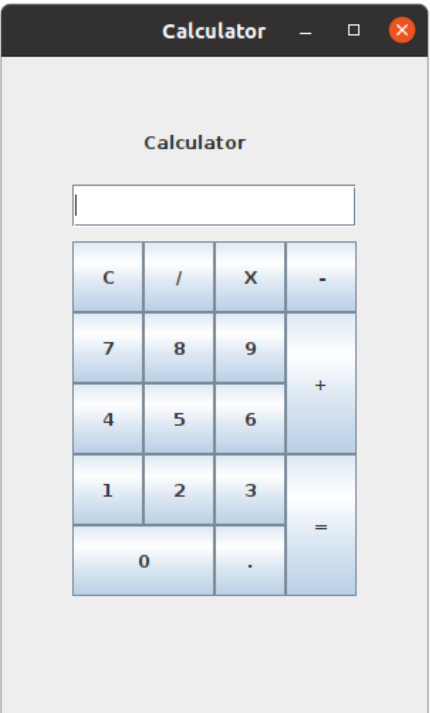 Calculator
Calculator
C / X -
7 8 9
+
4 5 6
1 2 3
=
0 .